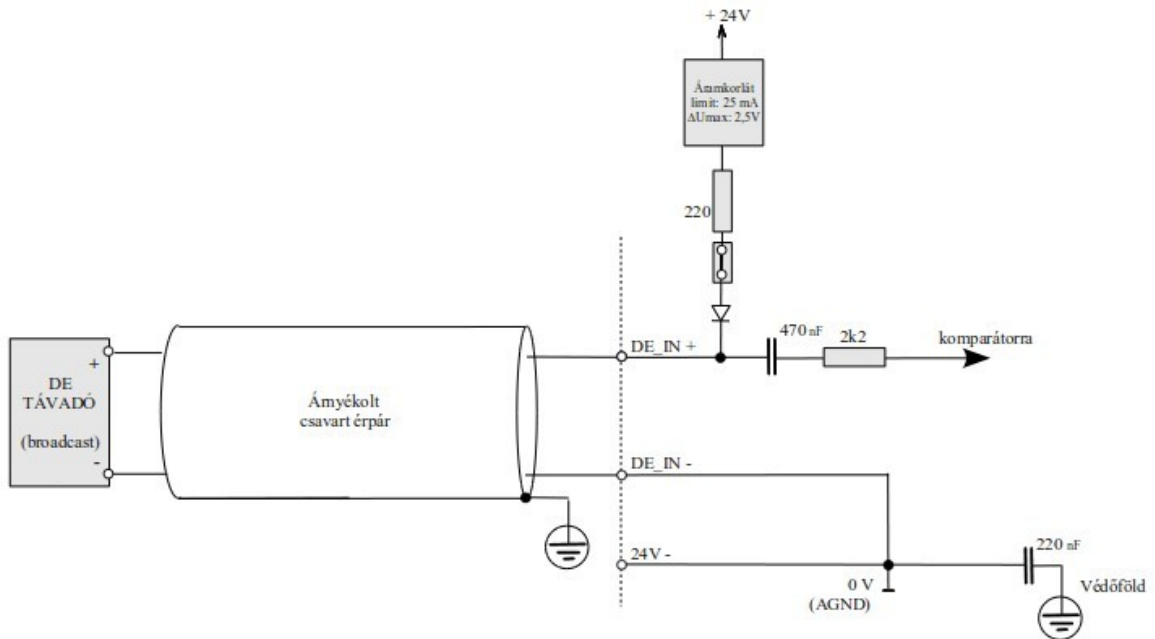 + 24V
Áramkorlát
limit: 25 mA
ΔUmax: 2,5V
220
470 nF
2k2
komparátorra
DE_IN +
+
DE
TÁVADÓ
(broadcast)
-
Árnyékolt
csavart érpár
DE_IN -
24V -
0 V
(AGND)
220 nF
Védőföld